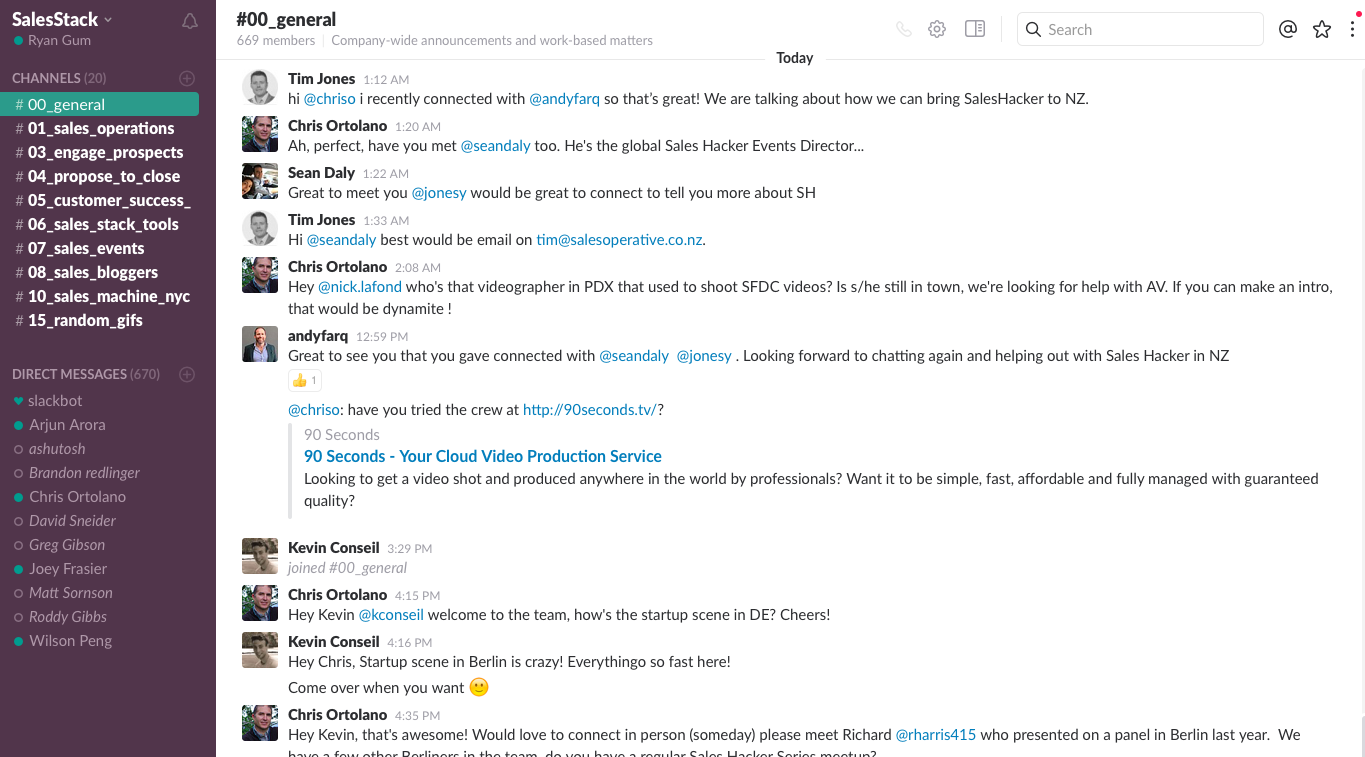 SalesStack
Ryan Gum
CHANNELS (20)
# 00_general
# 01_sales_operations
# 03_engage_prospects
# 04_propose_to_close
# 05_customer_success_
# 06_sales_stack_tools
# 07_sales_events
# 08_sales_bloggers
# 10_sales_machine_nyc
# 15_random_gifs
DIRECT MESSAGES (670)
slackbot
Arjun Arora
ashutosh
Brandon redlinger
Chris Ortolano
David Sneider
Greg Gibson
Joey Frasier
Matt Sornson
Roddy Gibbs
Wilson Peng
#00_general
669 members | Company-wide announcements and work-based matters
Search
Today
Tim Jones 1:12 AM
hi @chriso i recently connected with @andyfarq so that's great! We are talking about how we can bring SalesHacker to NZ.
Chris Ortolano 1:20 AM
Ah, perfect, have you met @seandaly too. He's the global Sales Hacker Events Director...
Sean Daly 1:22 AM
Great to meet you @jonesy would be great to connect to tell you more about SH
Tim Jones 1:33 AM
Hi @seandaly best would be email on tim@salesoperative.co.nz.
Chris Ortolano 2:08 AM
Hey @nick.lafond who's that videographer in PDX that used to shoot SFDC videos? Is s/he still in town, we're looking for help with AV. If you can make an intro,
that would be dynamite !
andyfarq 12:59 PM
Great to see you that you gave connected with @seandaly @jonesy . Looking forward to chatting again and helping out with Sales Hacker in NZ
👍 1
@chriso: have you tried the crew at http://90seconds.tv/?
90 Seconds
90 Seconds - Your Cloud Video Production Service
Looking to get a video shot and produced anywhere in the world by professionals? Want it to be simple, fast, affordable and fully managed with guaranteed
quality?
Kevin Conseil 3:29 PM
joined #00_general
Chris Ortolano 4:15 PM
Hey Kevin @kconseil welcome to the team, how's the startup scene in DE? Cheers!
Kevin Conseil 4:16 PM
Hey Chris, Startup scene in Berlin is crazy! Everythingo so fast here!
Come over when you want 🙂
Chris Ortolano 4:35 PM
Hey Kevin, that's awesome! Would love to connect in person (someday) please meet Richard @rharris415 who presented on a panel in Berlin last year. We
have a few other Berliners in the team, do you have a regular Sales Hacker Series meetup?